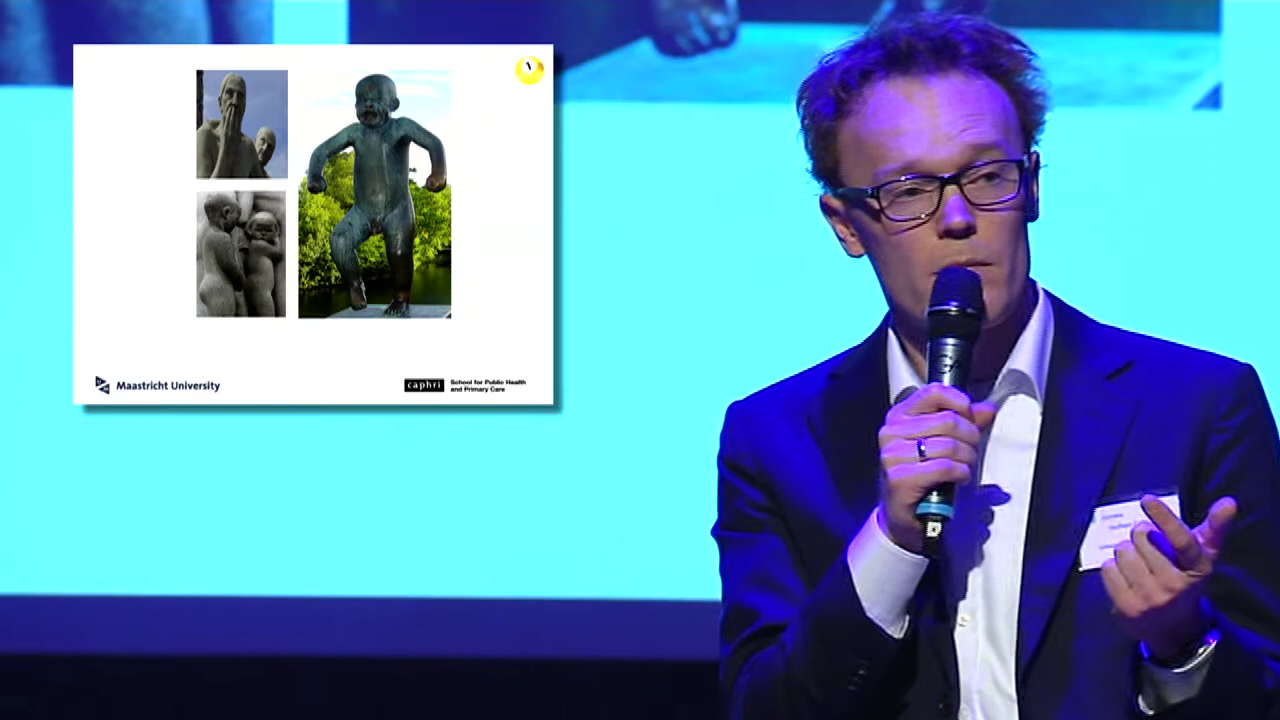 Maastricht University
caphri
School for Public Health
and Primary Care